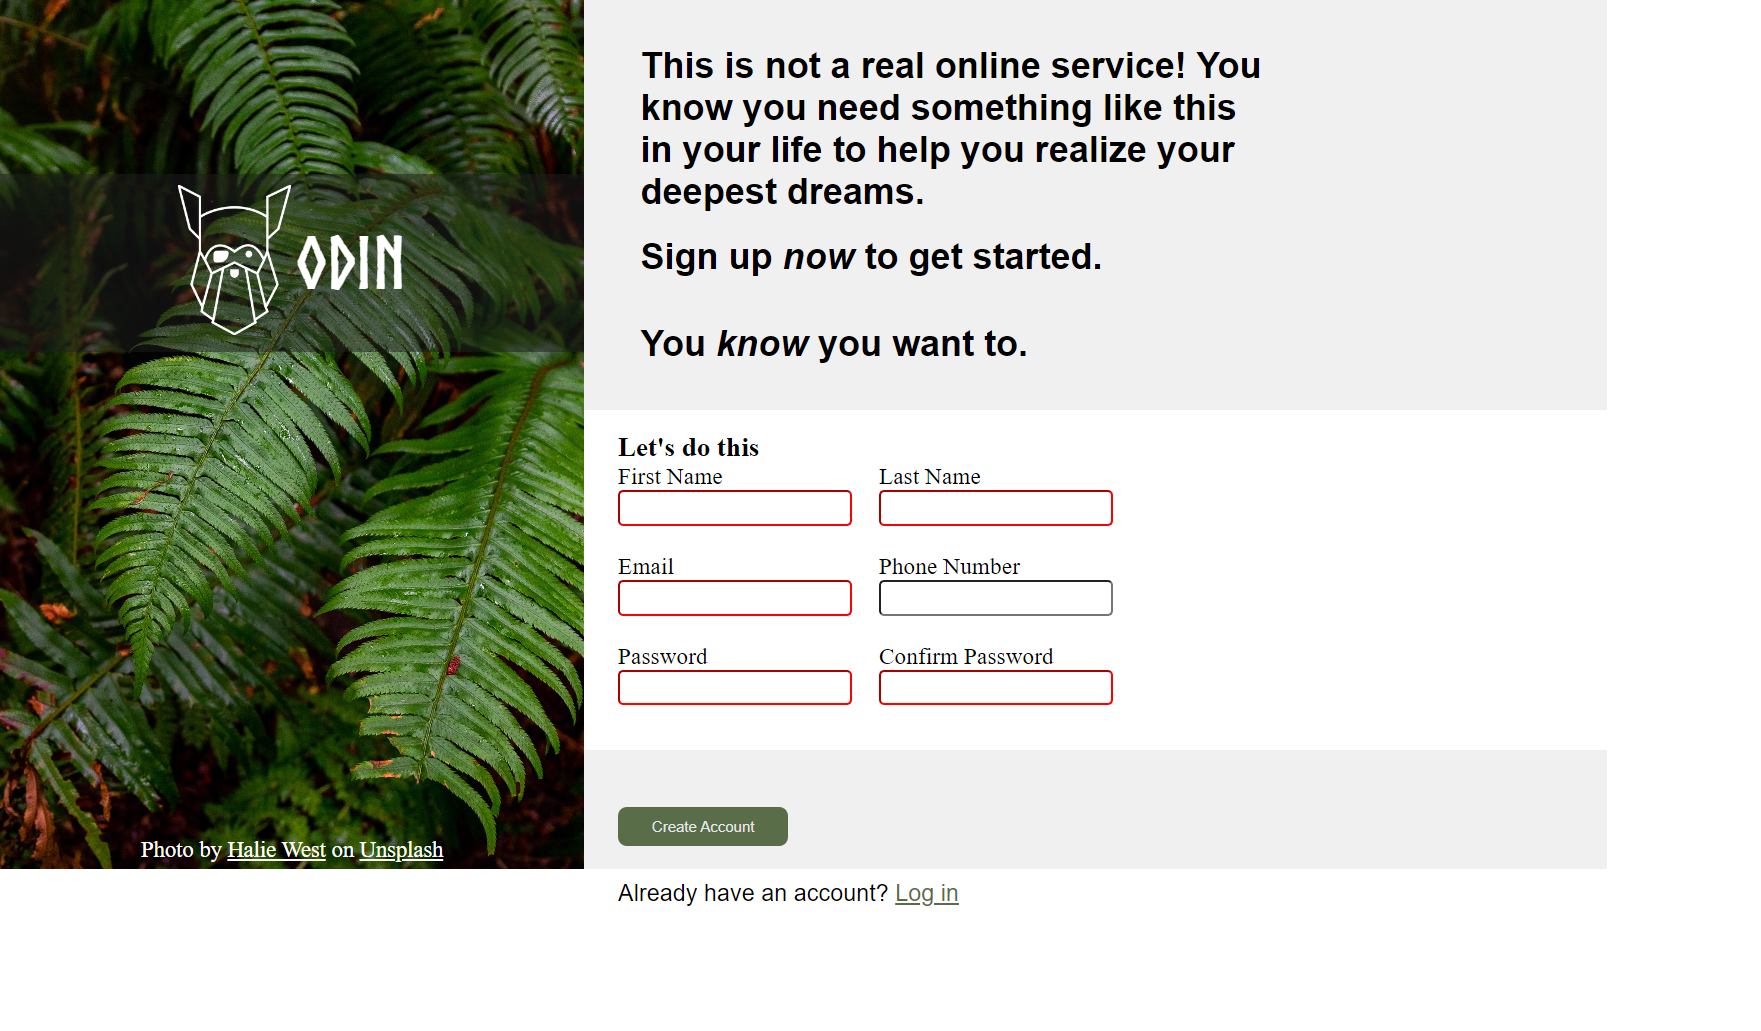 ODIN
Photo by Halie West on Unsplash
This is not a real online service! You
know you need something like this
in your life to help you realize your
deepest dreams.
Sign up now to get started.
You know you want to.
Let's do this
First Name
Last Name
Email
Phone Number
Password
Confirm Password
Create Account
Already have an account? Log in